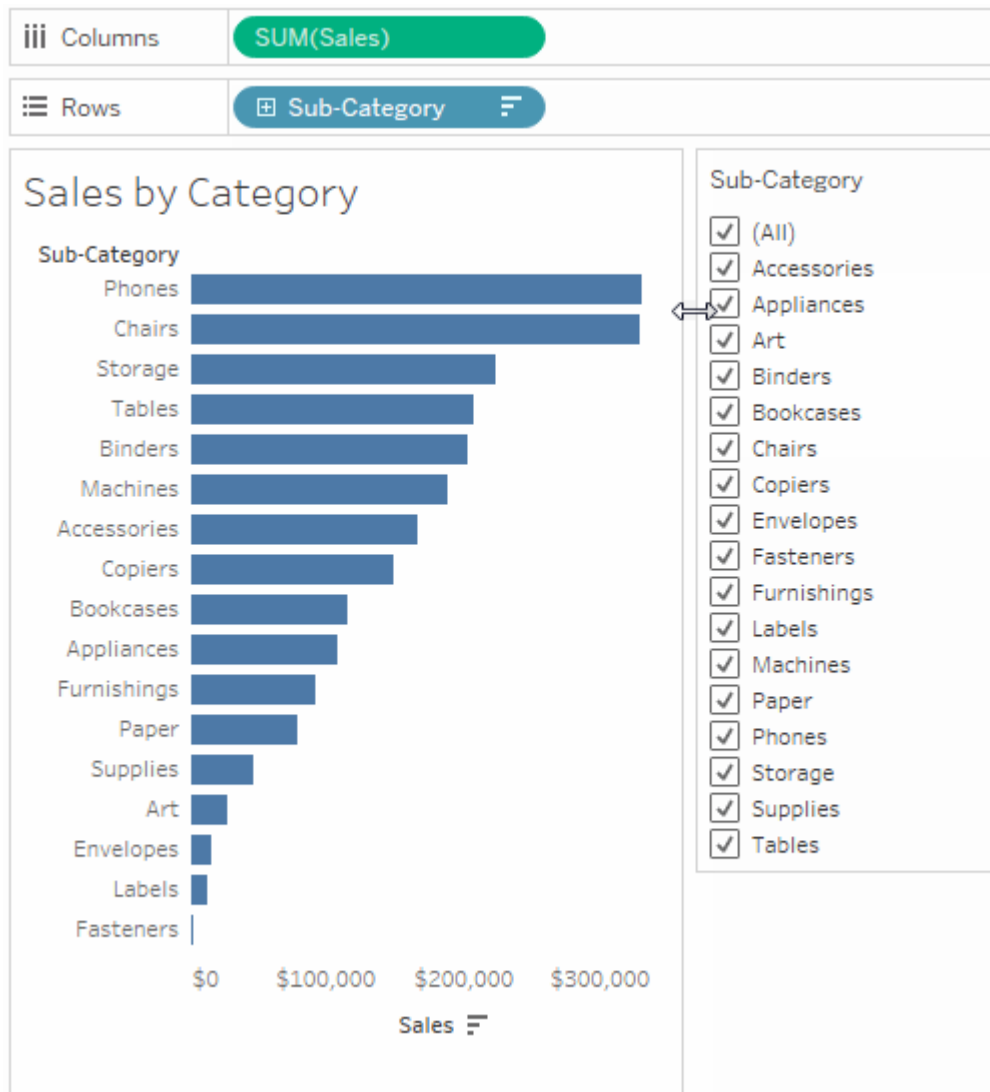 Columns SUM(Sales)
Rows Sub-Category
Sales by Category
Sub-Category
Phones
Chairs
Storage
Tables
Binders
Machines
Accessories
Copiers
Bookcases
Appliances
Furnishings
Paper
Supplies
Art
Envelopes
Labels
Fasteners
$0 $100,000 $200,000 $300,000
Sales
Sub-Category
(All)
Accessories
Appliances
Art
Binders
Bookcases
Chairs
Copiers
Envelopes
Fasteners
Furnishings
Labels
Machines
Paper
Phones
Storage
Supplies
Tables